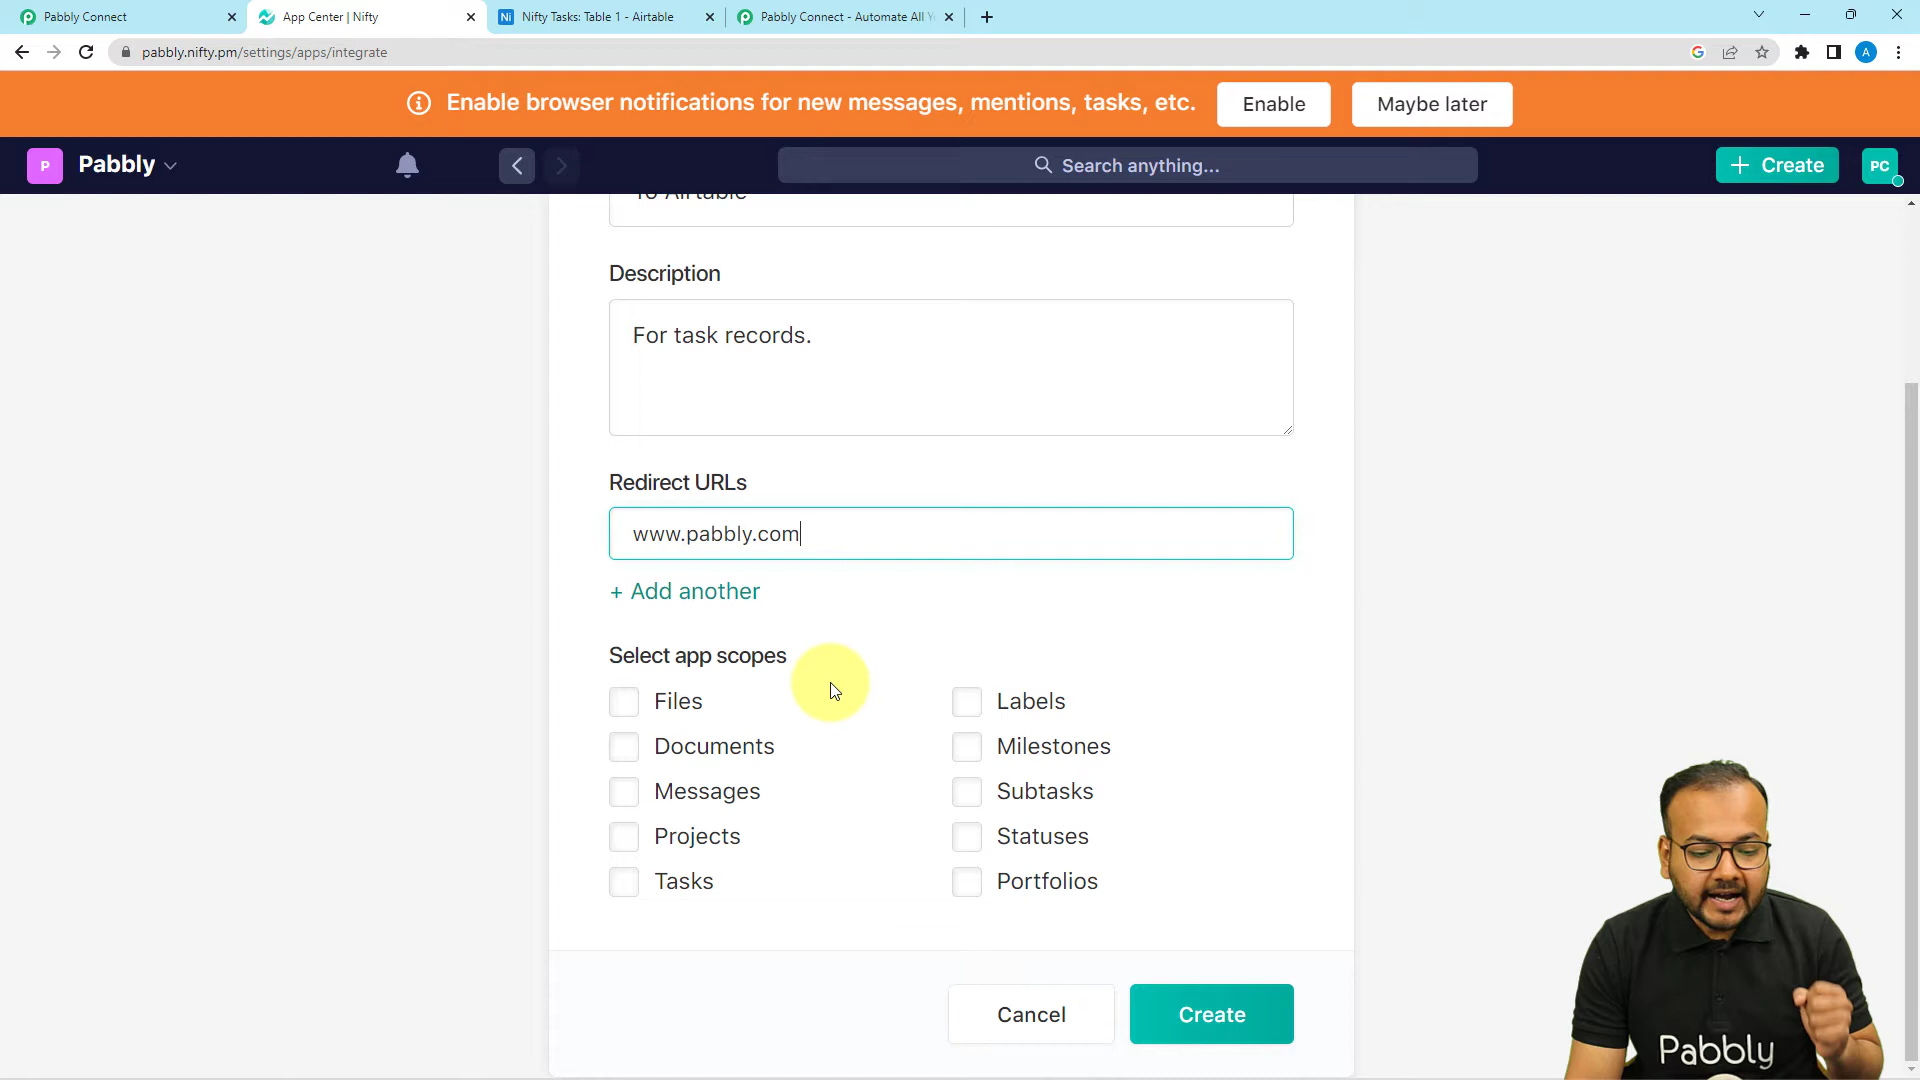 Pabbly Connect
App Center | Nifty
Ni
Nifty Tasks: Table 1 - Airtable
Pabbly Connect - Automate All Y
pabbly.nifty.pm/settings/apps/integrate
G
A
Enable browser notifications for new messages, mentions, tasks, etc.
Enable
Maybe later
P
Pabbly
Search anything...
+ Create
PC
To Airtable
Description
For task records.
Redirect URLs
www.pabbly.com
+ Add another
Select app scopes
Files
Labels
Documents
Milestones
Messages
Subtasks
Projects
Statuses
Tasks
Portfolios
Cancel
Create
Pabbly